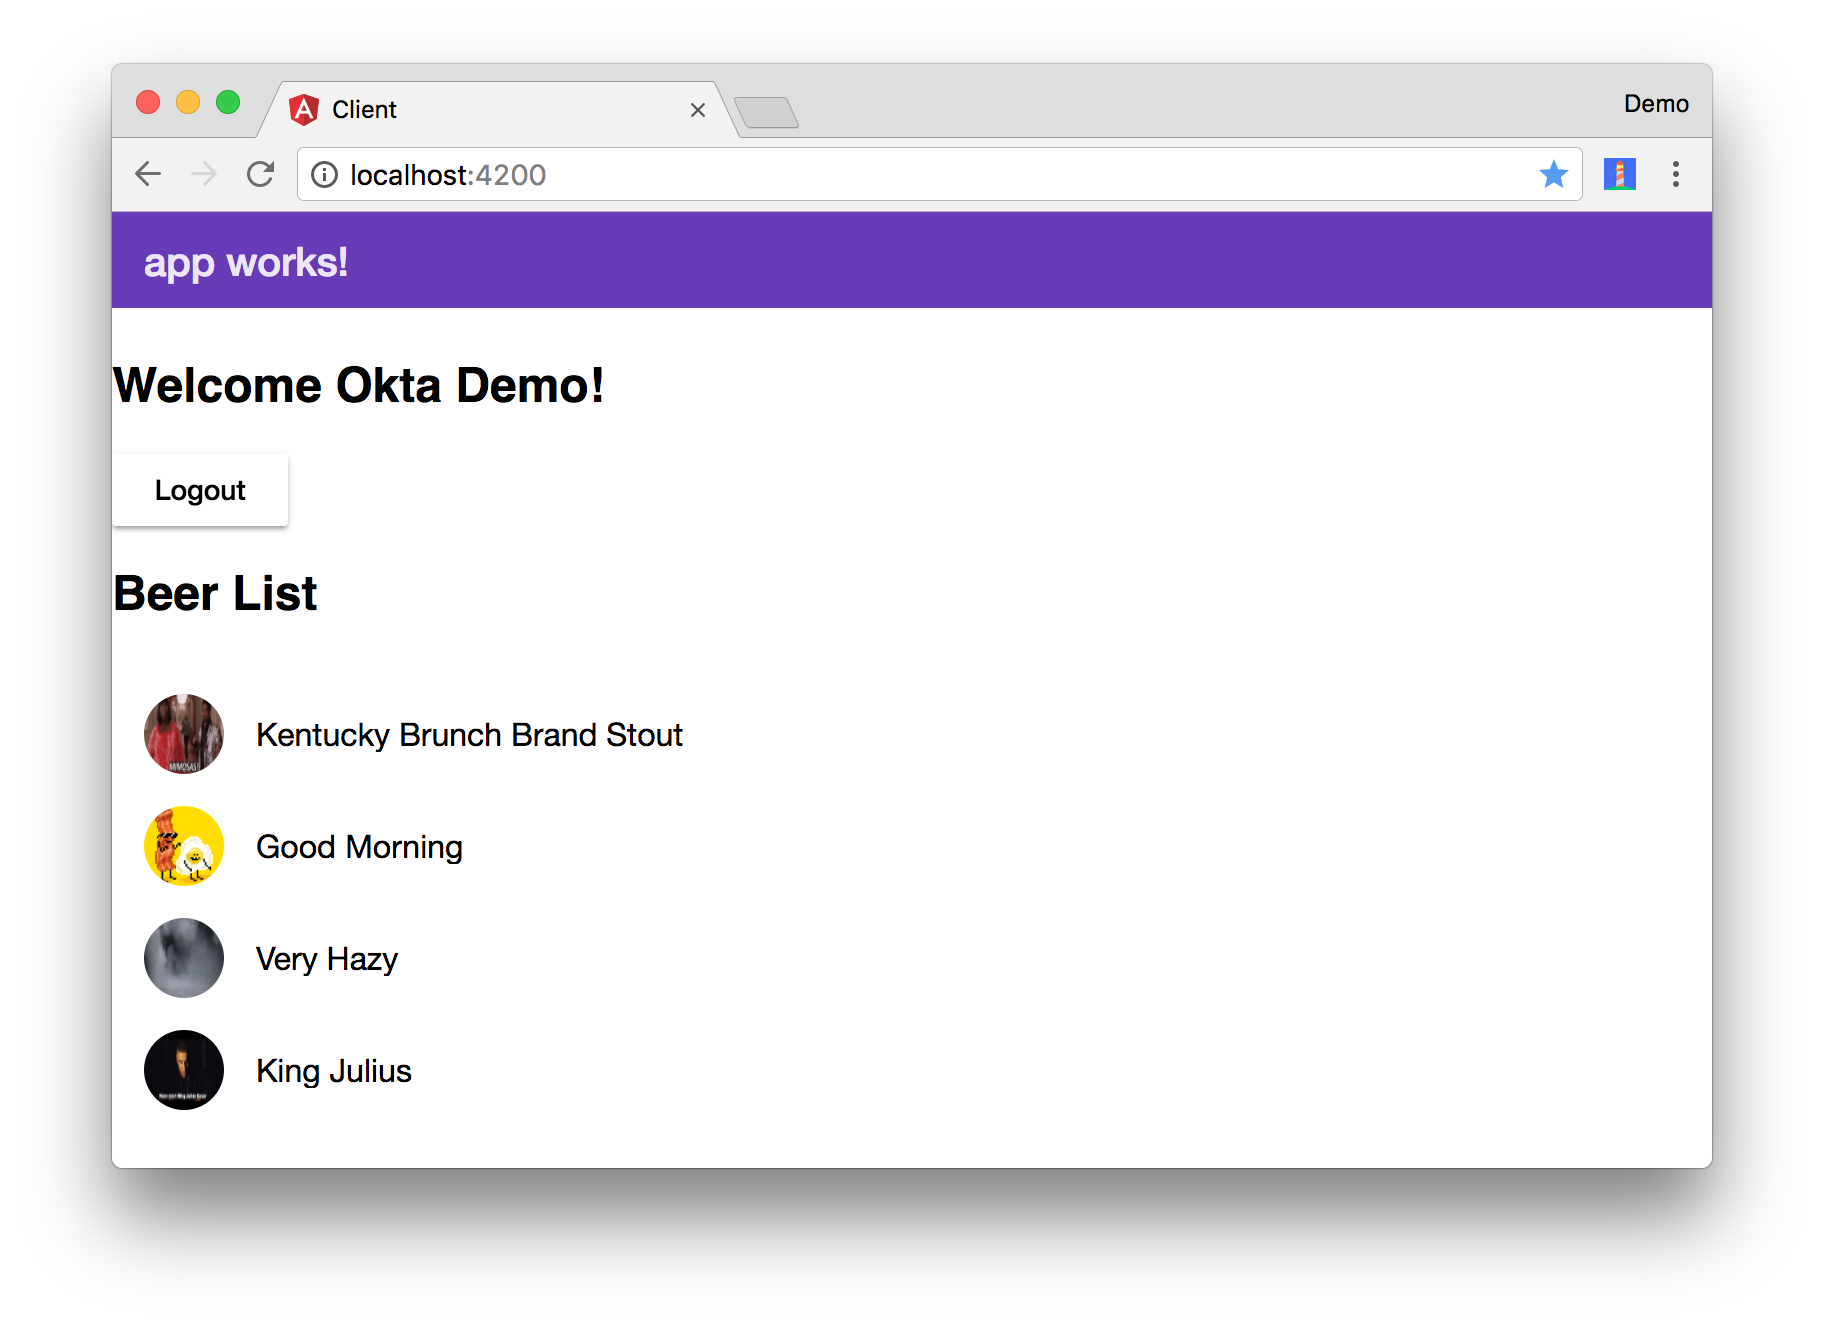 Client
Demo
localhost:4200
app works!
Welcome Okta Demo!
Logout
Beer List
MIMOSAS!
Kentucky Brunch Brand Stout
Good Morning
Very Hazy
King Julius